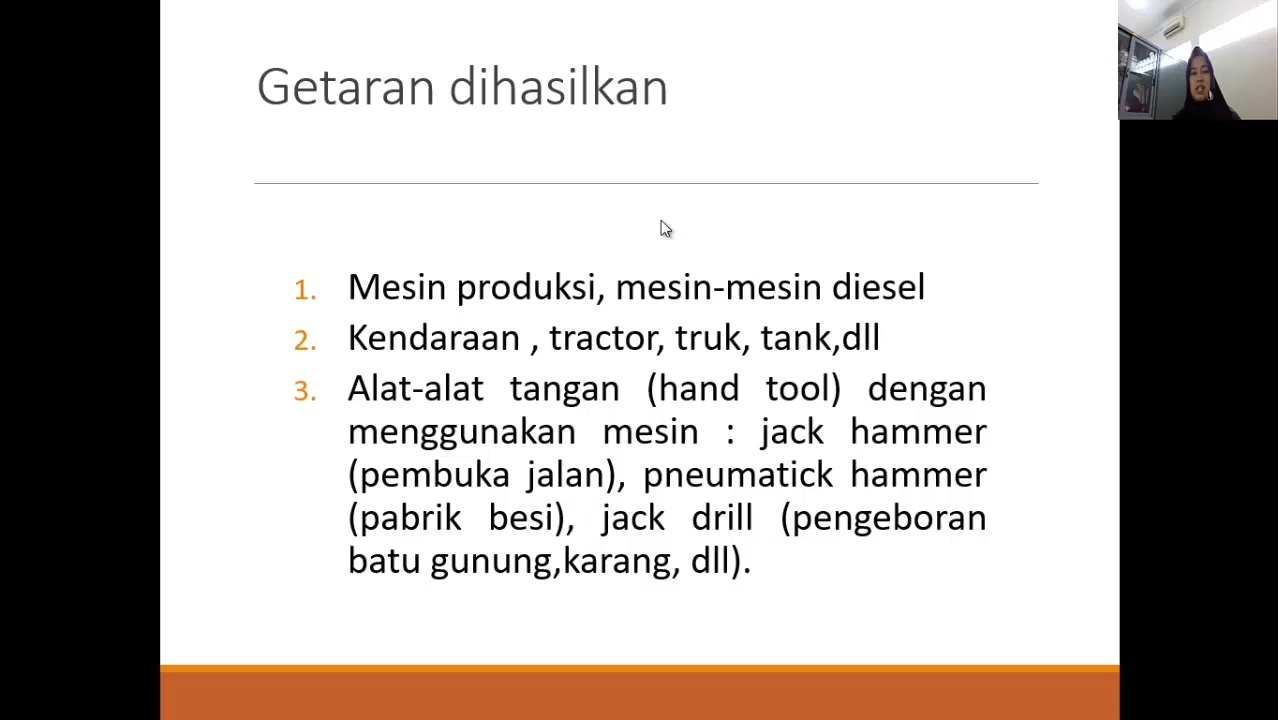 Getaran dihasilkan
1. Mesin produksi, mesin-mesin diesel
2. Kendaraan , tractor, truk, tank,dll
3. Alat-alat tangan (hand tool) dengan
menggunakan mesin : jack hammer
(pembuka jalan), pneumatick hammer
(pabrik besi), jack drill (pengeboran
batu gunung,karang, dll).